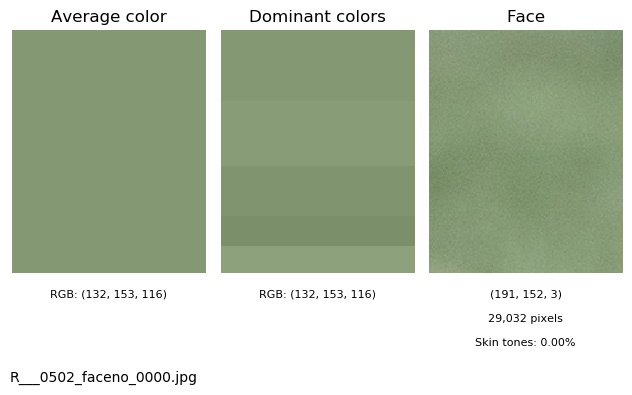 Average color
Dominant colors
Face
RGB: (132, 153, 116)
RGB: (132, 153, 116)
(191, 152, 3)
29,032 pixels
Skin tones: 0.00%
R___0502_faceno_0000.jpg